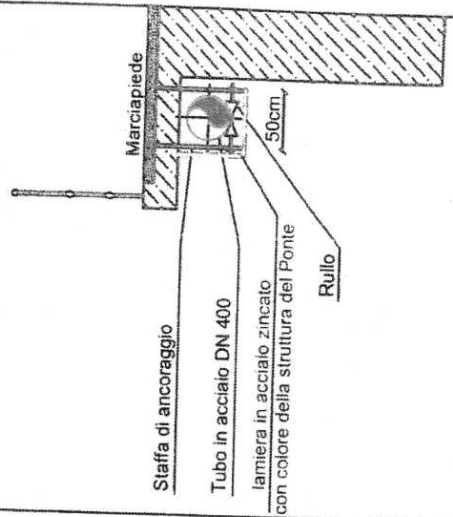 Marciapiede
50cm
Staffa di ancoraggio
Tubo in acciaio DN 400
lamiera in acciaio zincato
con colore della struttura del Ponte
Rullo